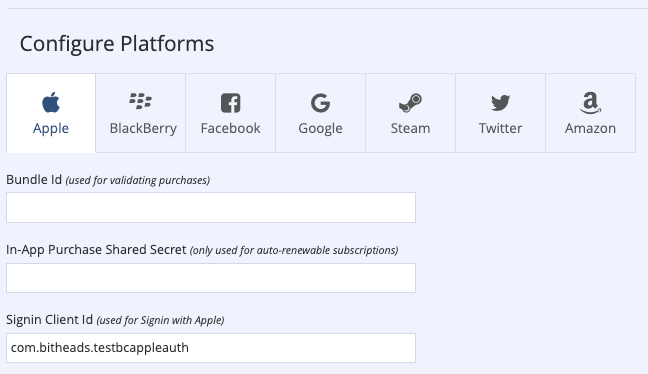 Configure Platforms
Apple BlackBerry Facebook Google Steam Twitter Amazon
Bundle Id (used for validating purchases)
In-App Purchase Shared Secret (only used for auto-renewable subscriptions)
Signin Client Id (used for Signin with Apple)
com.bitheads.testbcappleauth